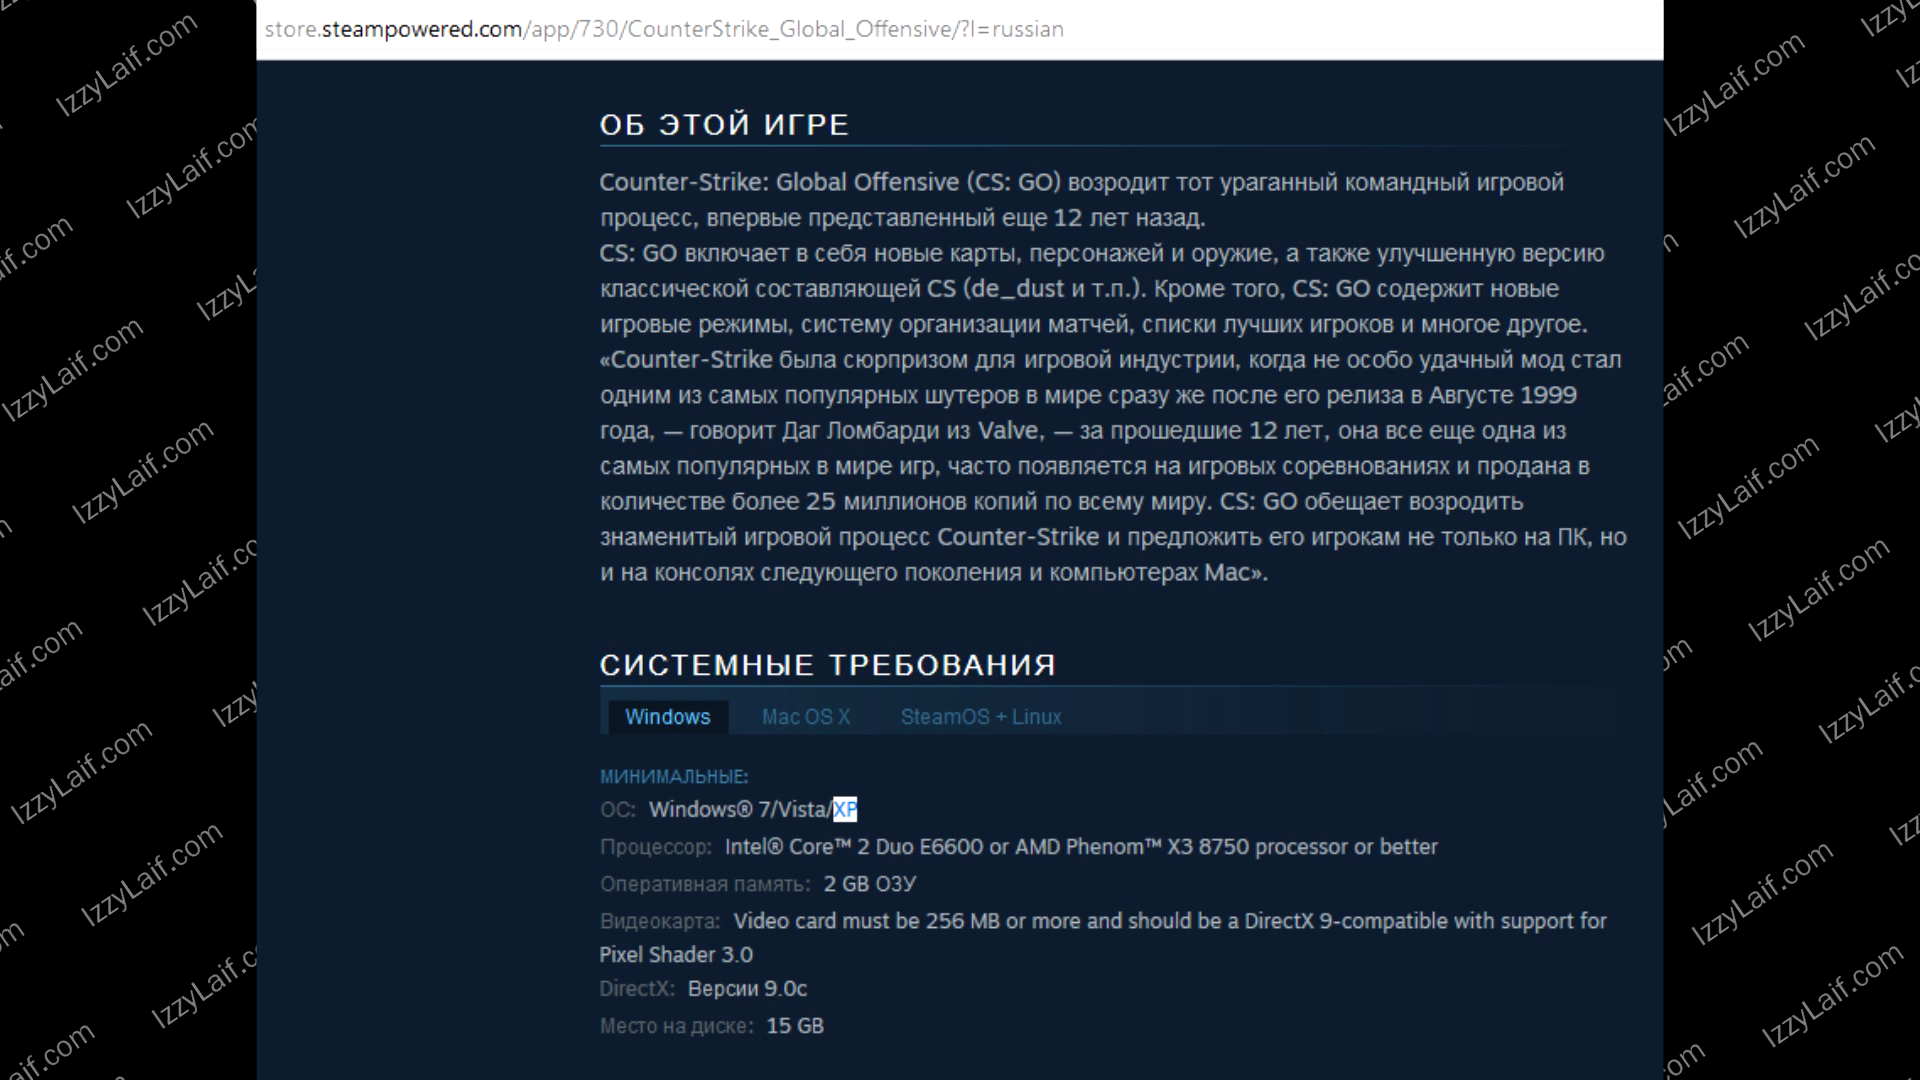 store.steampowered.com/app/730/CounterStrike_Global_Offensive/?l=russian
ОБ ЭТОЙ ИГРЕ
Counter-Strike: Global Offensive (CS: GO) возродит тот ураганный командный игровой
процесс, впервые представленный еще 12 лет назад.
CS: GO включает в себя новые карты, персонажей и оружие, а также улучшенную версию
классической составляющей CS (de_dust и т.п.). Кроме того, CS: GO содержит новые
игровые режимы, систему организации матчей, списки лучших игроков и многое другое.
«Counter-Strike была сюрпризом для игровой индустрии, когда не особо удачный мод стал
одним из самых популярных шутеров в мире сразу же после его релиза в Августе 1999
года, — говорит Даг Ломбарди из Valve, — за прошедшие 12 лет, она все еще одна из
самых популярных в мире игр, часто появляется на игровых соревнованиях и продана в
количестве более 25 миллионов копий по всему миру. CS: GO обещает возродить
знаменитый игровой процесс Counter-Strike и предложить его игрокам не только на ПК, но
и на консолях следующего поколения и компьютерах Mac».
СИСТЕМНЫЕ ТРЕБОВАНИЯ
Windows Mac OS X SteamOS + Linux
МИНИМАЛЬНЫЕ:
ОС: Windows® 7/Vista/XP
Процессор: Intel® Core™ 2 Duo E6600 or AMD Phenom™ X3 8750 processor or better
Оперативная память: 2 GB ОЗУ
Видеокарта: Video card must be 256 MB or more and should be a DirectX 9-compatible with support for
Pixel Shader 3.0
DirectX: Версии 9.0c
Место на диске: 15 GB
IzzyLaif.com